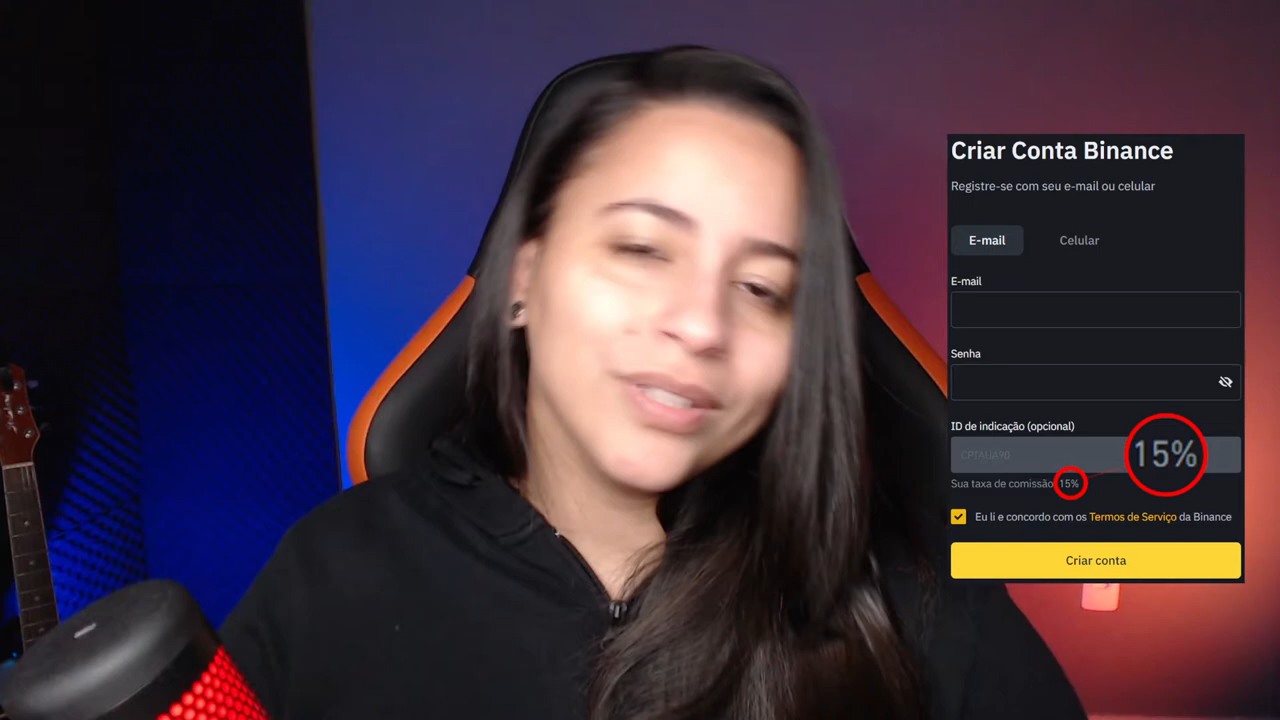 Criar Conta Binance
Registre-se com seu e-mail ou celular
E-mail Celular
E-mail
Senha
ID de indicação (opcional)
15%
Sua taxa de comissão 15%
Eu li e concordo com os Termos de Serviço da Binance
Criar conta